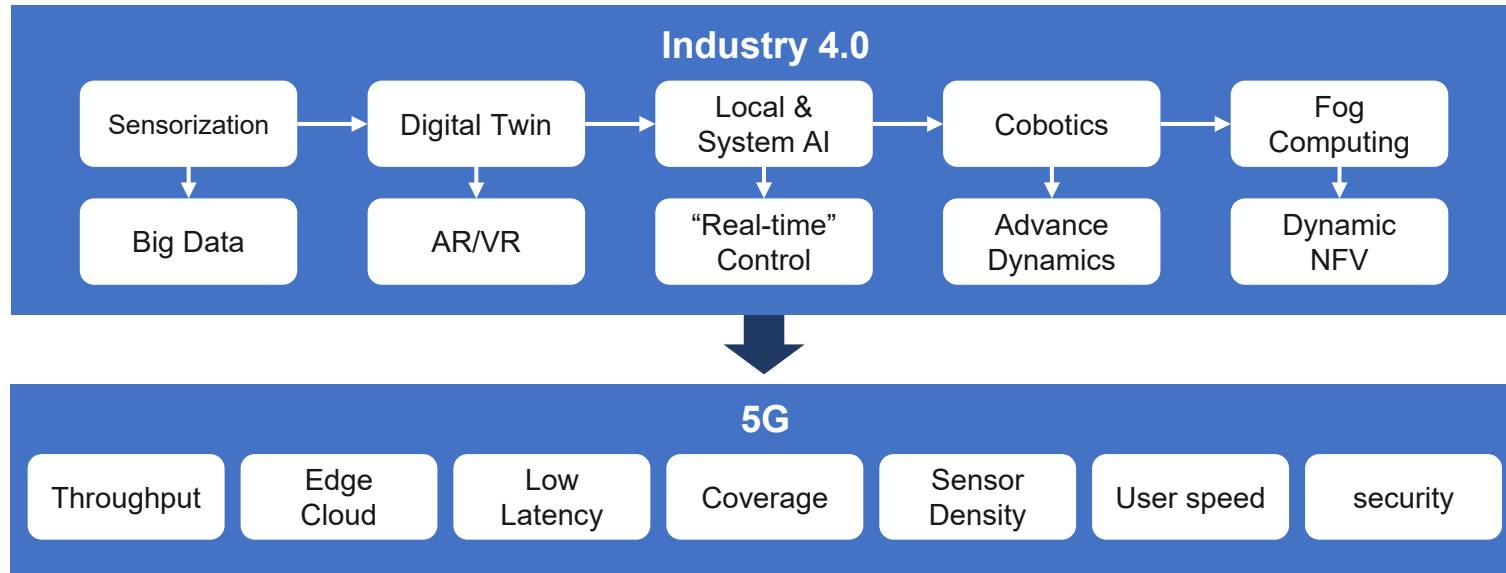 Industry 4.0
Sensorization
Digital Twin
Local &
System AI
Cobotics
Fog
Computing
Big Data
AR/VR
“Real-time”
Control
Advance
Dynamics
Dynamic
NFV
5G
Throughput
Edge
Cloud
Low
Latency
Coverage
Sensor
Density
User speed
security